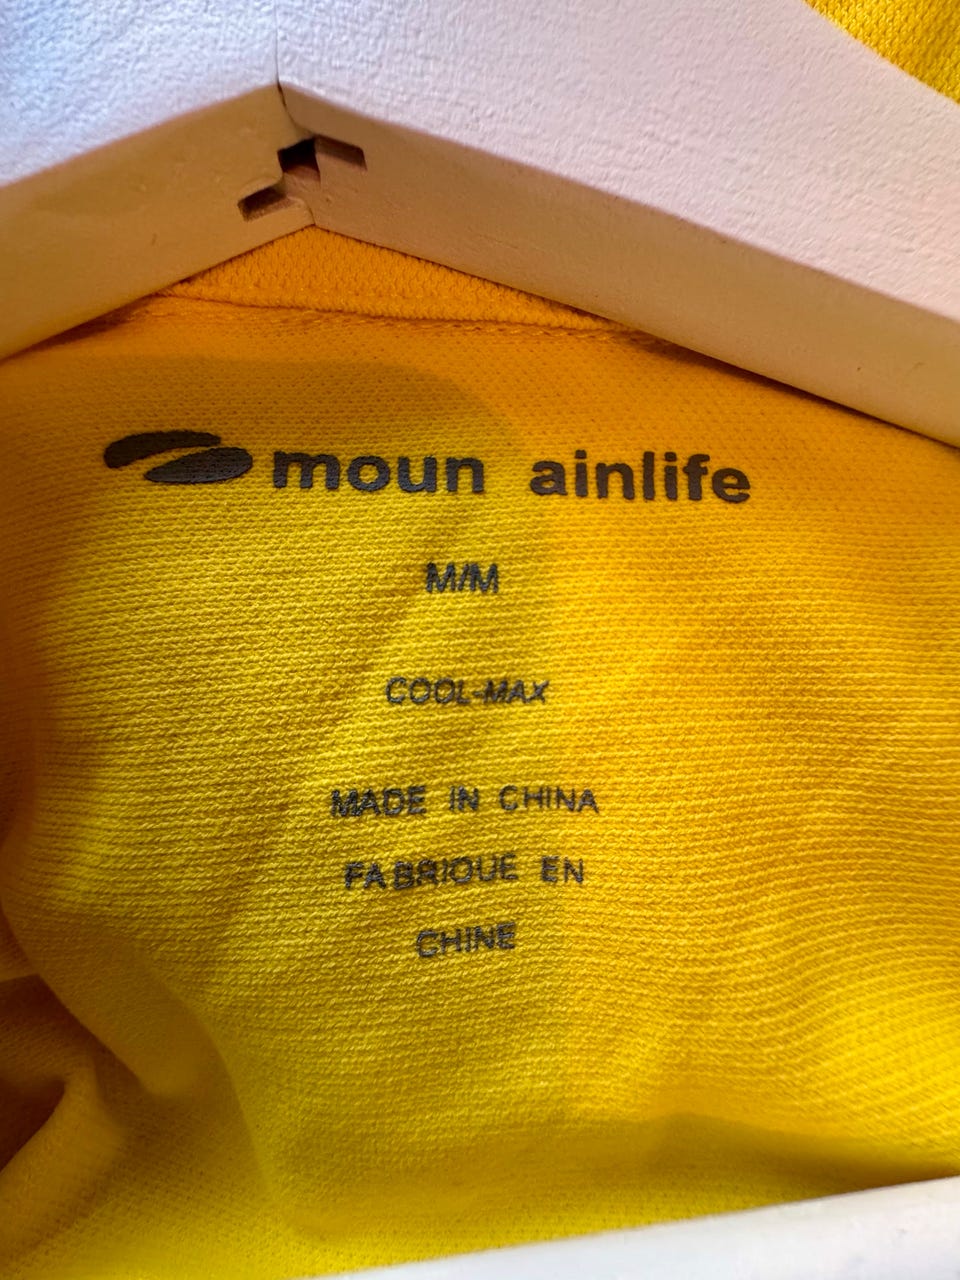 moun ainlife
M/M
COOL-MAX
MADE IN CHINA
FABRIQUE EN
CHINE